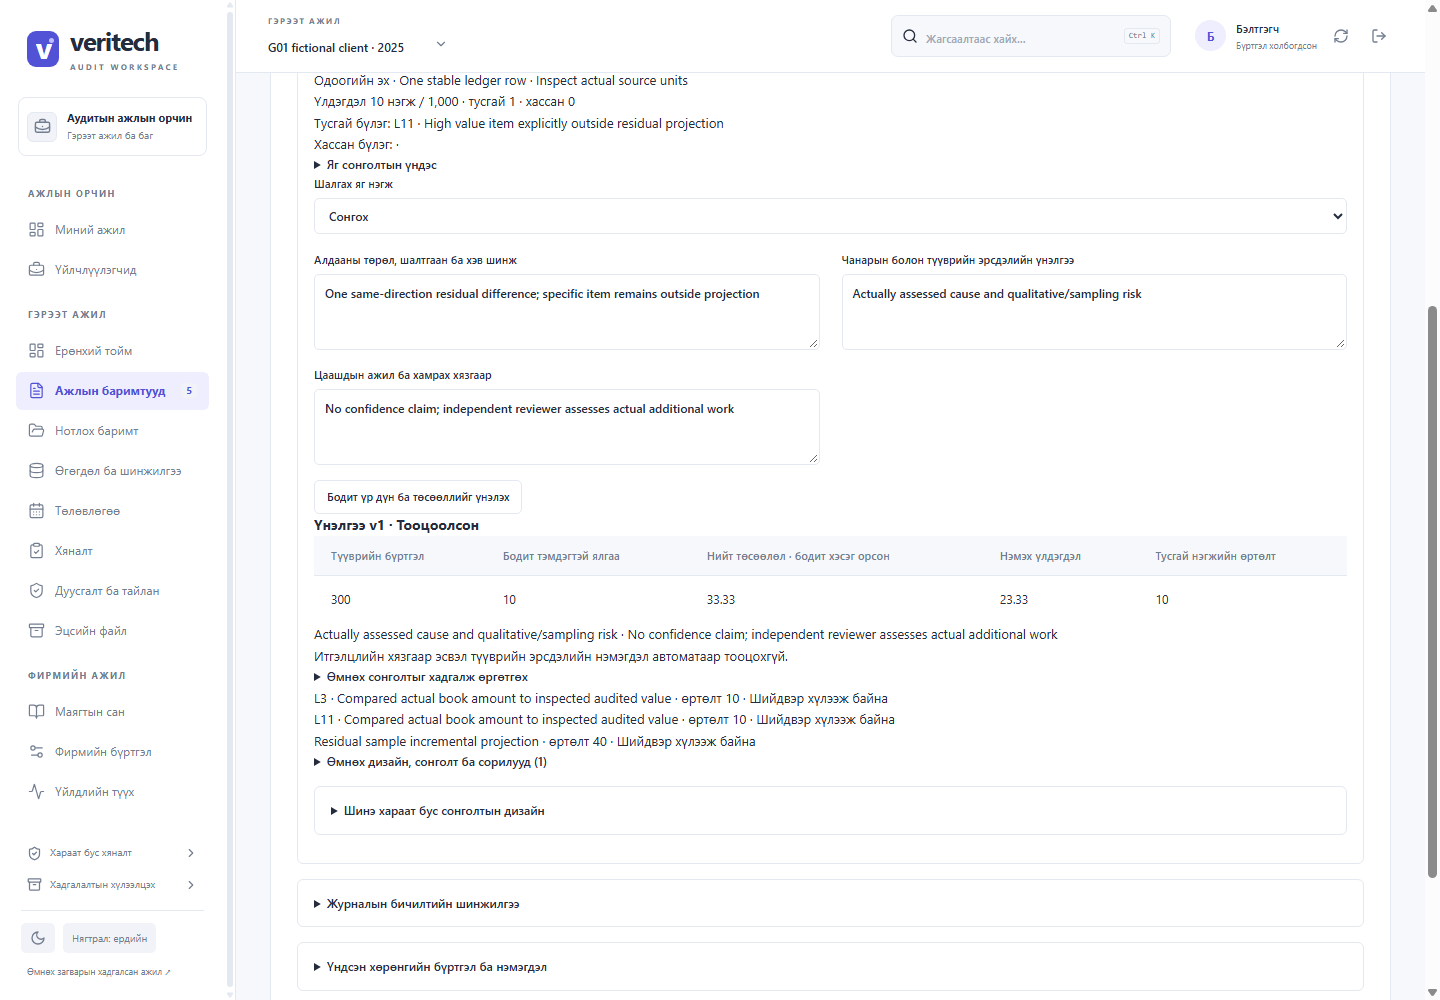 veritech
AUDIT WORKSPACE
Аудитын ажлын орчин
Гэрээт ажил ба баг
АЖЛЫН ОРЧИН
Миний ажил
Үйлчлүүлэгчид
ГЭРЭЭТ АЖИЛ
Ерөнхий тойм
Ажлын баримтууд 5
Нотлох баримт
Өгөгдөл ба шинжилгээ
Төлөвлөгөө
Хяналт
Дуусгалт ба тайлан
Эцсийн файл
ФИРМИЙН АЖИЛ
Маягтын сан
Фирмийн бүртгэл
Үйлдлийн түүх
Хараат бус хяналт
Хадгалалтын хүлээлцэх
Нягтрал: ердийн
Өмнөх загварын хадгалсан ажил ↗
ГЭРЭЭТ АЖИЛ
G01 fictional client · 2025
Жагсаалтаас хайх...
Ctrl K
Б
Бэлтгэгч
Бүртгэл холбогдсон
Одоогийн эх · One stable ledger row · Inspect actual source units
Үлдэгдэл 10 нэгж / 1,000 · тусгай 1 · хассан 0
Тусгай бүлэг: L11 · High value item explicitly outside residual projection
Хассан бүлэг: ·
▶ Яг сонголтын үндэс
Шалгах яг нэгж
Сонгох
Алдааны төрөл, шалтгаан ба хэв шинж
Чанарын болон түүврийн эрсдэлийн үнэлгээ
One same-direction residual difference; specific item remains outside projection
Actually assessed cause and qualitative/sampling risk
Цаашдын ажил ба хамрах хязгаар
No confidence claim; independent reviewer assesses actual additional work
Бодит үр дүн ба төсөөллийг үнэлэх
Үнэлгээ v1 · Тооцоолсон
Түүврийн бүртгэл Бодит тэмдэгтэй ялгаа Нийт төсөөлөл · бодит хэсэг орсон Нэмэх үлдэгдэл Тусгай нэгжийн өртөлт
300 10 33.33 23.33 10
Actually assessed cause and qualitative/sampling risk · No confidence claim; independent reviewer assesses actual additional work
Итгэлцлийн хязгаар эсвэл түүврийн эрсдэлийн нэмэгдэл автоматаар тооцохгүй.
▶ Өмнөх сонголтыг хадгалж өргөтгөх
L3 · Compared actual book amount to inspected audited value · өртөлт 10 · Шийдвэр хүлээж байна
L11 · Compared actual book amount to inspected audited value · өртөлт 10 · Шийдвэр хүлээж байна
Residual sample incremental projection · өртөлт 40 · Шийдвэр хүлээж байна
▶ Өмнөх дизайн, сонголт ба сорилууд (1)
▶ Шинэ хараат бус сонголтын дизайн
▶ Журналын бичилтийн шинжилгээ
▶ Үндсэн хөрөнгийн бүртгэл ба нэмэгдэл